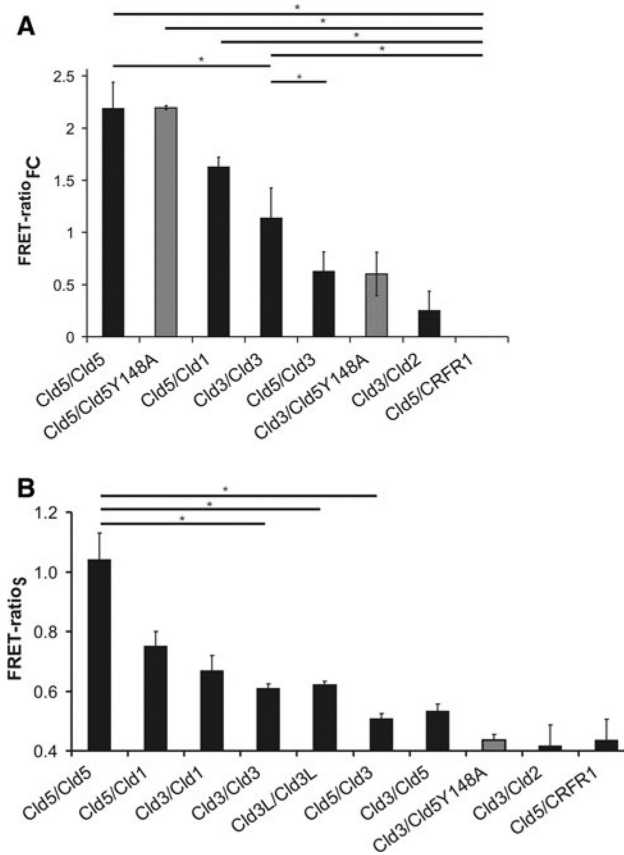 A
*
*
*
*
*
*
2.5
2
1.5
1
0.5
0
FRET-ratioFC
Cld5/Cld5
Cld5/Cld5Y148A
Cld5/Cld1
Cld3/Cld3
Cld5/Cld3
Cld3/Cld5Y148A
Cld3/Cld2
Cld5/CRFR1
B
*
*
*
1.2
1.0
0.8
0.6
0.4
FRET-ratioS
Cld5/Cld5
Cld5/Cld1
Cld3/Cld1
Cld3/Cld3
Cld3L/Cld3L
Cld5/Cld3
Cld3/Cld5
Cld3/Cld5Y148A
Cld3/Cld2
Cld5/CRFR1